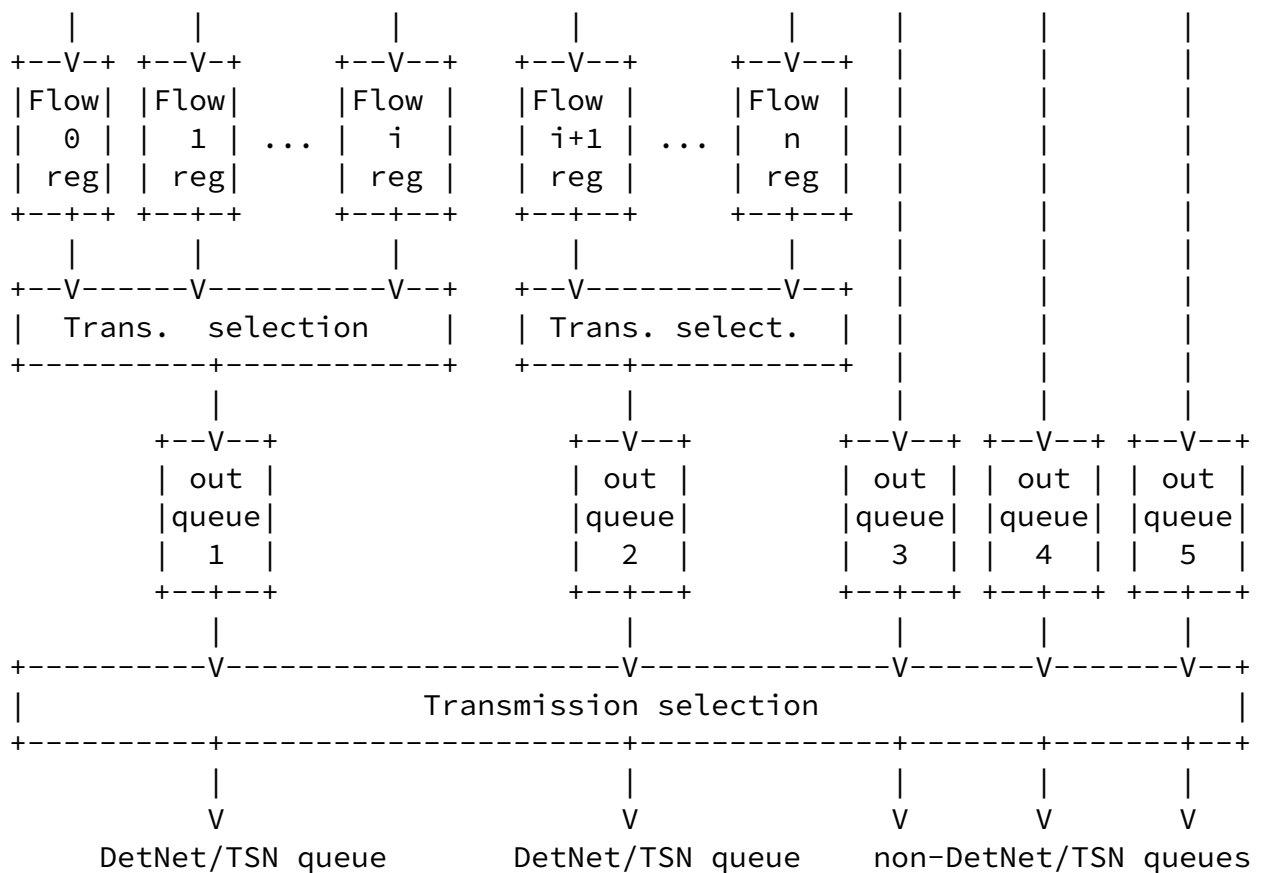 |       |          |         |           |     |       |       |
+--V-+ +--V-+     +--V--+   +--V--+     +--V--+  |       |       |
|Flow| |Flow|     |Flow |   |Flow |     |Flow |  |       |       |
|  0 | |  1 | ... |  i  |   | i+1 | ... |  n  |  |       |       |
| reg| | reg|     | reg |   | reg |     | reg |  |       |       |
+--+-+ +--+-+     +--+--+   +--+--+     +--+--+  |       |       |
   |      |          |         |           |     |       |       |
+--V------V----------V--+   +--V-----------V--+  |       |       |
|  Trans.  selection    |   | Trans. select.  |  |       |       |
+----------+------------+   +-----+-----------+  |       |       |
           |                      |              |       |       |
        +--V--+                +--V--+        +--V--+ +--V--+ +--V--+
        | out |                | out |        | out | | out | | out |
        |queue|                |queue|        |queue| |queue| |queue|
        |  1  |                |  2  |        |  3  | |  4  | |  5  |
        +--+--+                +--+--+        +--+--+ +--+--+ +--+--+
           |                      |              |       |       |
+----------V----------------------V--------------V-------V-------V--+
|                      Transmission selection                       |
+----------+----------------------+--------------+-------+-------+--+
           |                      |              |       |       |
           V                      V              V       V       V
     DetNet/TSN queue       DetNet/TSN queue    non-DetNet/TSN queues